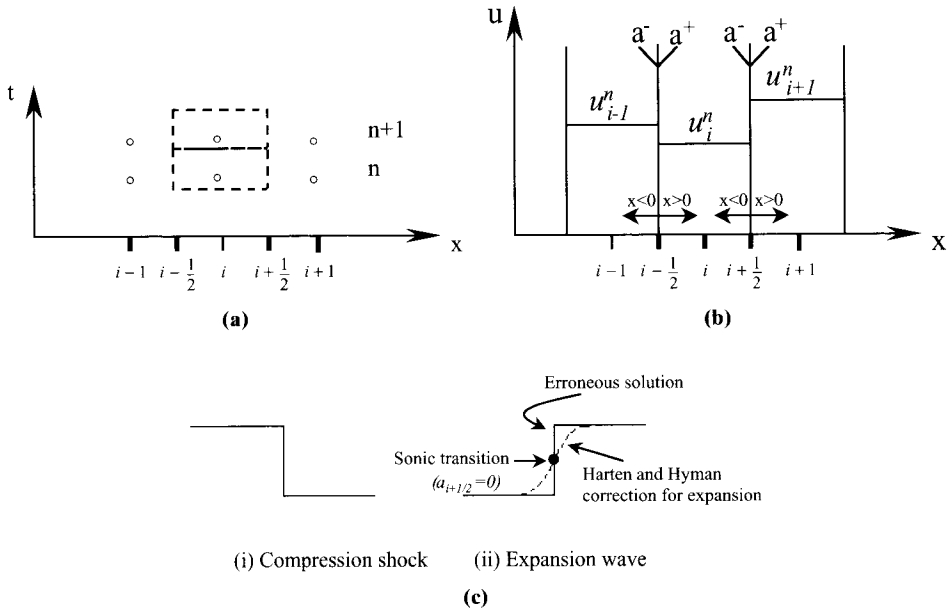 t
n+1
n
x
i−1 i−1/2 i i+1/2 i+1
(a)
u
a⁻ a⁺ a⁻ a⁺
uⁿᵢ₋₁ uⁿᵢ uⁿᵢ₊₁
x<0 x>0 x<0 x>0
x
i−1 i−1/2 i i+1/2 i+1
(b)
Erroneous solution
Sonic transition
(aᵢ₊₁/₂=0)
Harten and Hyman
correction for expansion
(i) Compression shock (ii) Expansion wave
(c)